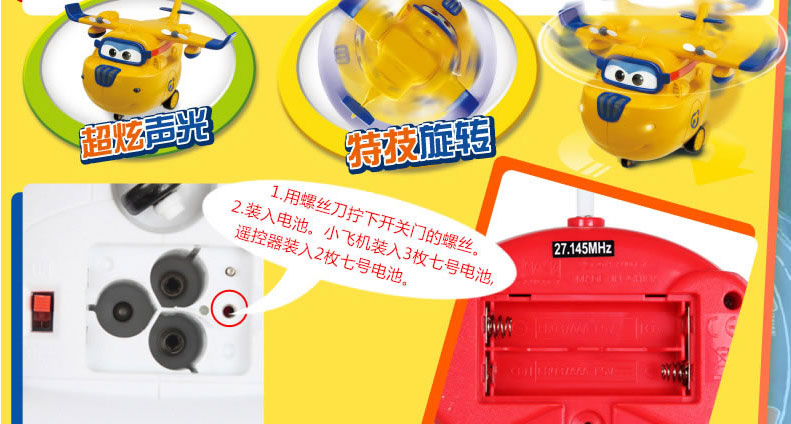 超炫声光
特技旋转
1.用螺丝刀拧下开关门的螺丝。
2.装入电池。小飞机装入3枚七号电池,
遥控器装入2枚七号电池。
27.145MHz